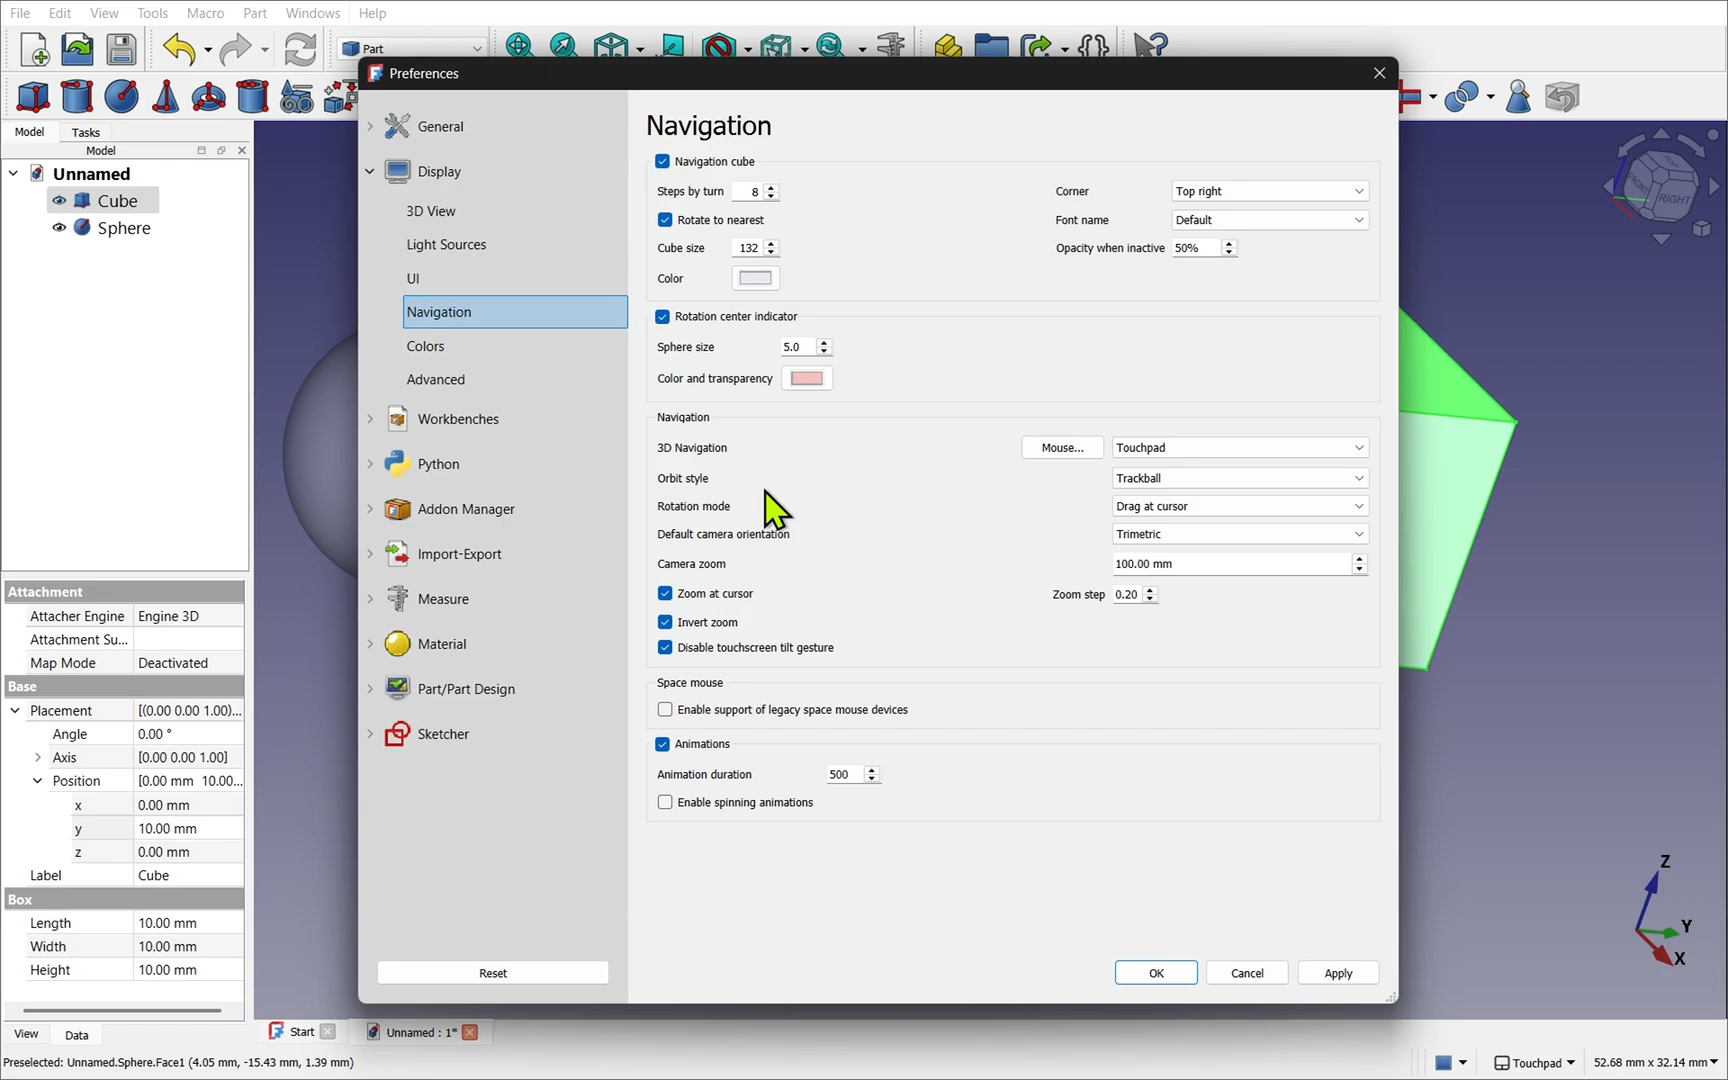 File Edit View Tools Macro Part Windows Help
Part
Preferences
Model Tasks
Model
Unnamed
Cube
Sphere
Attachment
Attacher Engine Engine 3D
Attachment Su...
Map Mode Deactivated
Base
Placement [(0.00 0.00 1.00)...
Angle 0.00 °
Axis [0.00 0.00 1.00]
Position [0.00 mm 10.00...
x 0.00 mm
y 10.00 mm
z 0.00 mm
Label Cube
Box
Length 10.00 mm
Width 10.00 mm
Height 10.00 mm
View Data
General
Display
3D View
Light Sources
UI
Navigation
Colors
Advanced
Workbenches
Python
Addon Manager
Import-Export
Measure
Material
Part/Part Design
Sketcher
Reset
Navigation
Navigation cube
Steps by turn 8 Corner Top right
Rotate to nearest Font name Default
Cube size 132 Opacity when inactive 50%
Color
Rotation center indicator
Sphere size 5.0
Color and transparency
Navigation
3D Navigation Mouse... Touchpad
Orbit style Trackball
Rotation mode Drag at cursor
Default camera orientation Trimetric
Camera zoom 100.00 mm
Zoom at cursor Zoom step 0.20
Invert zoom
Disable touchscreen tilt gesture
Space mouse
Enable support of legacy space mouse devices
Animations
Animation duration 500
Enable spinning animations
OK Cancel Apply
FRONT RIGHT
Z
Y
X
Start Unnamed : 1*
Preselected: Unnamed.Sphere.Face1 (4.05 mm, -15.43 mm, 1.39 mm) Touchpad 52.68 mm x 32.14 mm